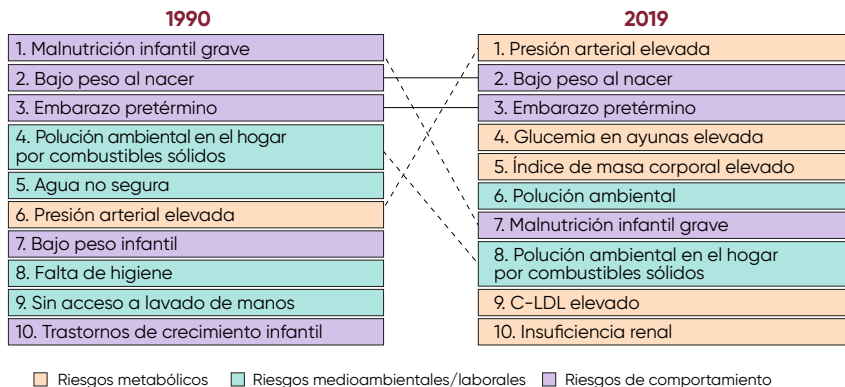 1990
1. Malnutrición infantil grave
2. Bajo peso al nacer
3. Embarazo pretérmino
4. Polución ambiental en el hogar
por combustibles sólidos
5. Agua no segura
6. Presión arterial elevada
7. Bajo peso infantil
8. Falta de higiene
9. Sin acceso a lavado de manos
10. Trastornos de crecimiento infantil
2019
1. Presión arterial elevada
2. Bajo peso al nacer
3. Embarazo pretérmino
4. Glucemia en ayunas elevada
5. Índice de masa corporal elevado
6. Polución ambiental
7. Malnutrición infantil grave
8. Polución ambiental en el hogar
por combustibles sólidos
9. C-LDL elevado
10. Insuficiencia renal
Riesgos metabólicos
Riesgos medioambientales/laborales
Riesgos de comportamiento